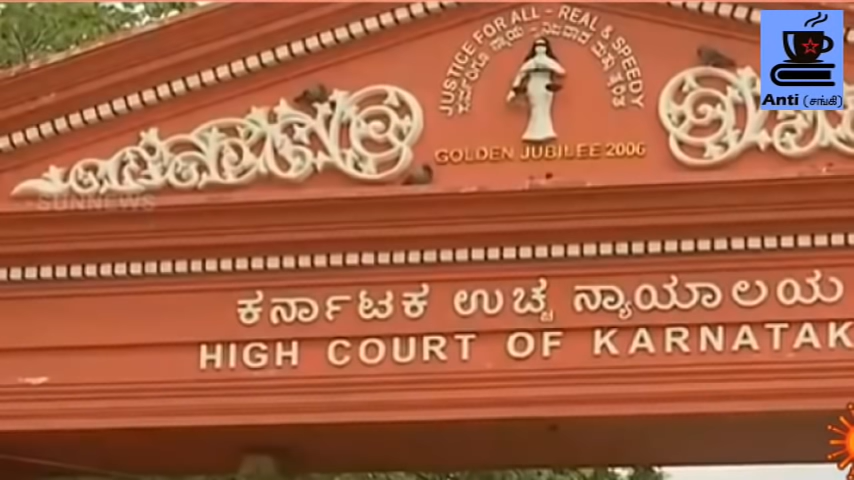 JUSTICE FOR ALL - REAL & SPEEDY
GOLDEN JUBILEE 2006
SUNNEWS
ಕರ್ನಾಟಕ ಉಚ್ಚ ನ್ಯಾಯಾಲಯ
HIGH COURT OF KARNATAK
Anti (சங்கி)